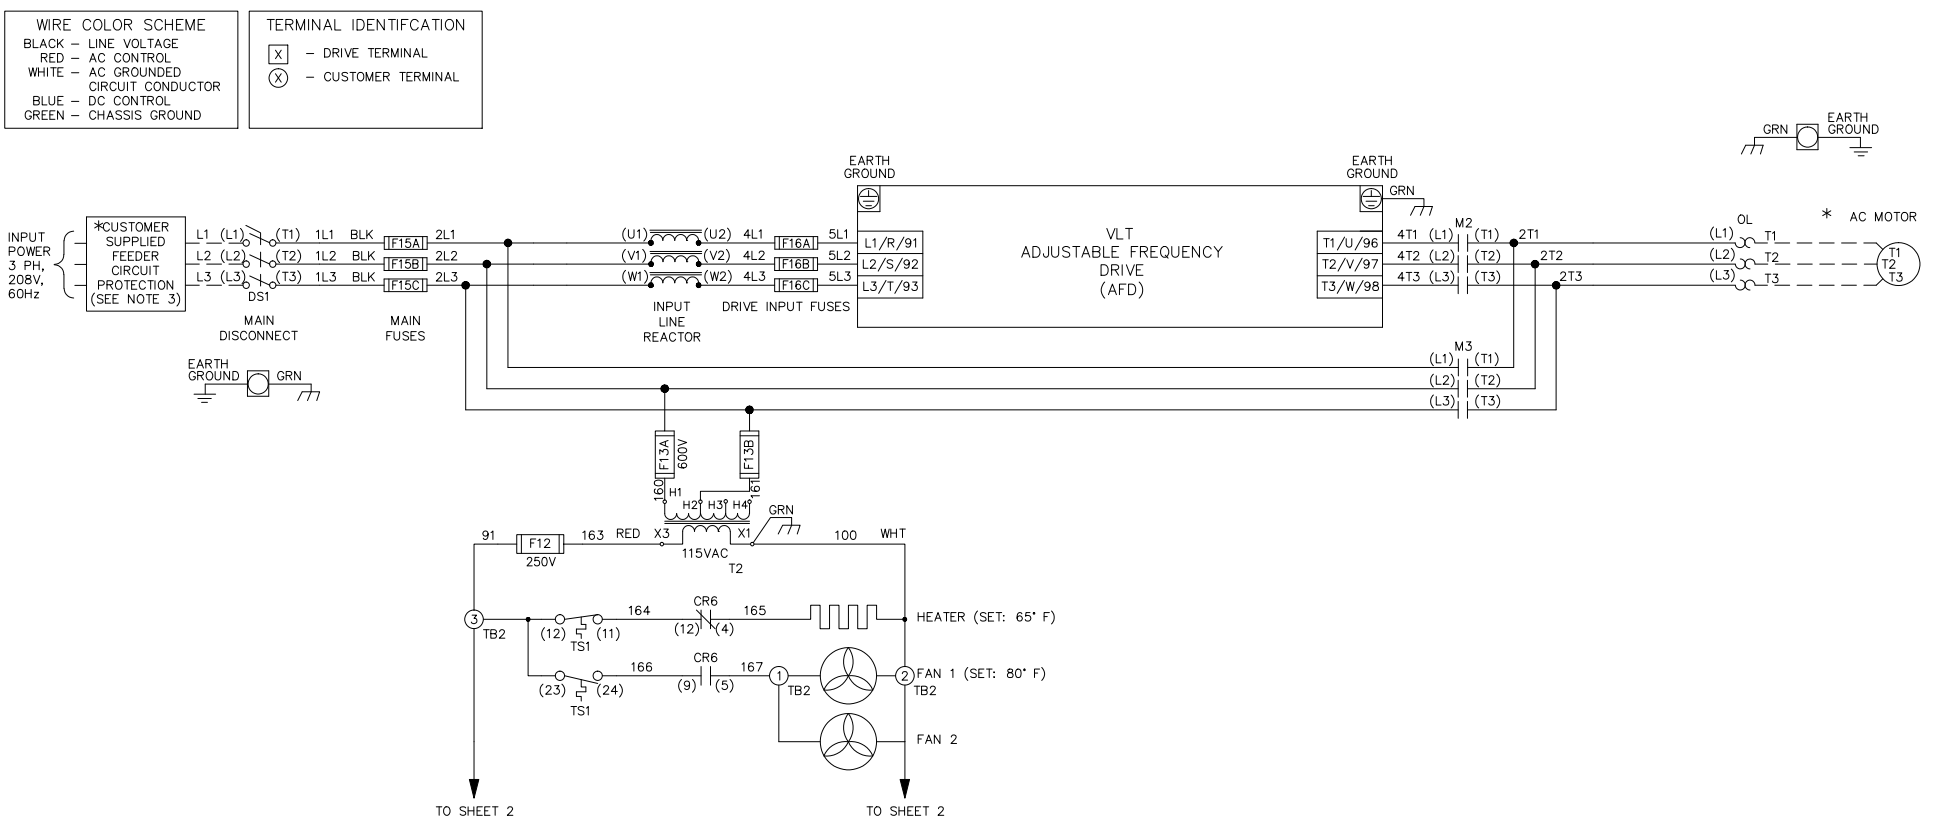 WIRE COLOR SCHEME
BLACK – LINE VOLTAGE
RED – AC CONTROL
WHITE – AC GROUNDED
CIRCUIT CONDUCTOR
BLUE – DC CONTROL
GREEN – CHASSIS GROUND
TERMINAL IDENTIFCATION
X – DRIVE TERMINAL
X – CUSTOMER TERMINAL
GRN
EARTH
GROUND
EARTH
GROUND
EARTH
GROUND
GRN
INPUT
POWER
3 PH,
208V,
60Hz
*CUSTOMER
SUPPLIED
FEEDER
CIRCUIT
PROTECTION
(SEE NOTE 3)
L1 (L1) (T1) 1L1 BLK F15A 2L1
L2 (L2) (T2) 1L2 BLK F15B 2L2
L3 (L3) (T3) 1L3 BLK F15C 2L3
DS1
MAIN
DISCONNECT
MAIN
FUSES
(U1) (U2) 4L1 F16A 5L1 L1/R/91
(V1) (V2) 4L2 F16B 5L2 L2/S/92
(W1) (W2) 4L3 F16C 5L3 L3/T/93
INPUT
LINE
REACTOR
DRIVE INPUT FUSES
VLT
ADJUSTABLE FREQUENCY
DRIVE
(AFD)
M2
T1/U/96 4T1 (L1) (T1) 2T1
T2/V/97 4T2 (L2) (T2) 2T2
T3/W/98 4T3 (L3) (T3) 2T3
OL
(L1) T1
(L2) T2
(L3) T3
* AC MOTOR
T1
T2
T3
EARTH
GROUND
GRN
M3
(L1) (T1)
(L2) (T2)
(L3) (T3)
F13A
600V
F13B
160
161
H1
H2 H3 H4
GRN
91 F12 163 RED X3 X1 100 WHT
250V
115VAC
T2
3
TB2
(12) (11)
TS1
164
CR6
(12) (4)
165
HEATER (SET: 65° F)
(23) (24)
TS1
166
CR6
(9) (5)
167
1
TB2
2
TB2
FAN 1 (SET: 80° F)
FAN 2
TO SHEET 2
TO SHEET 2